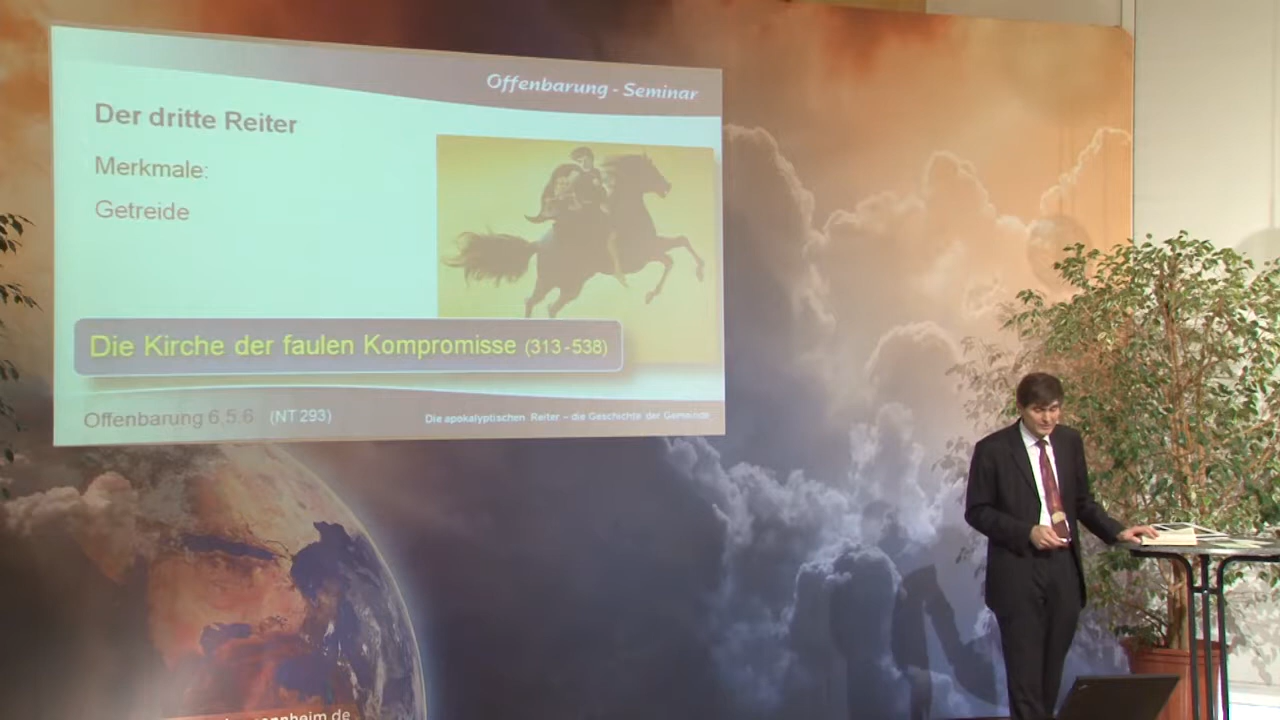 Offenbarung - Seminar
Der dritte Reiter
Merkmale:
Getreide
Die Kirche der faulen Kompromisse (313-538)
Offenbarung 6,5.6 (NT 293)
Die apokalyptischen Reiter – die Geschichte der Gemeinde